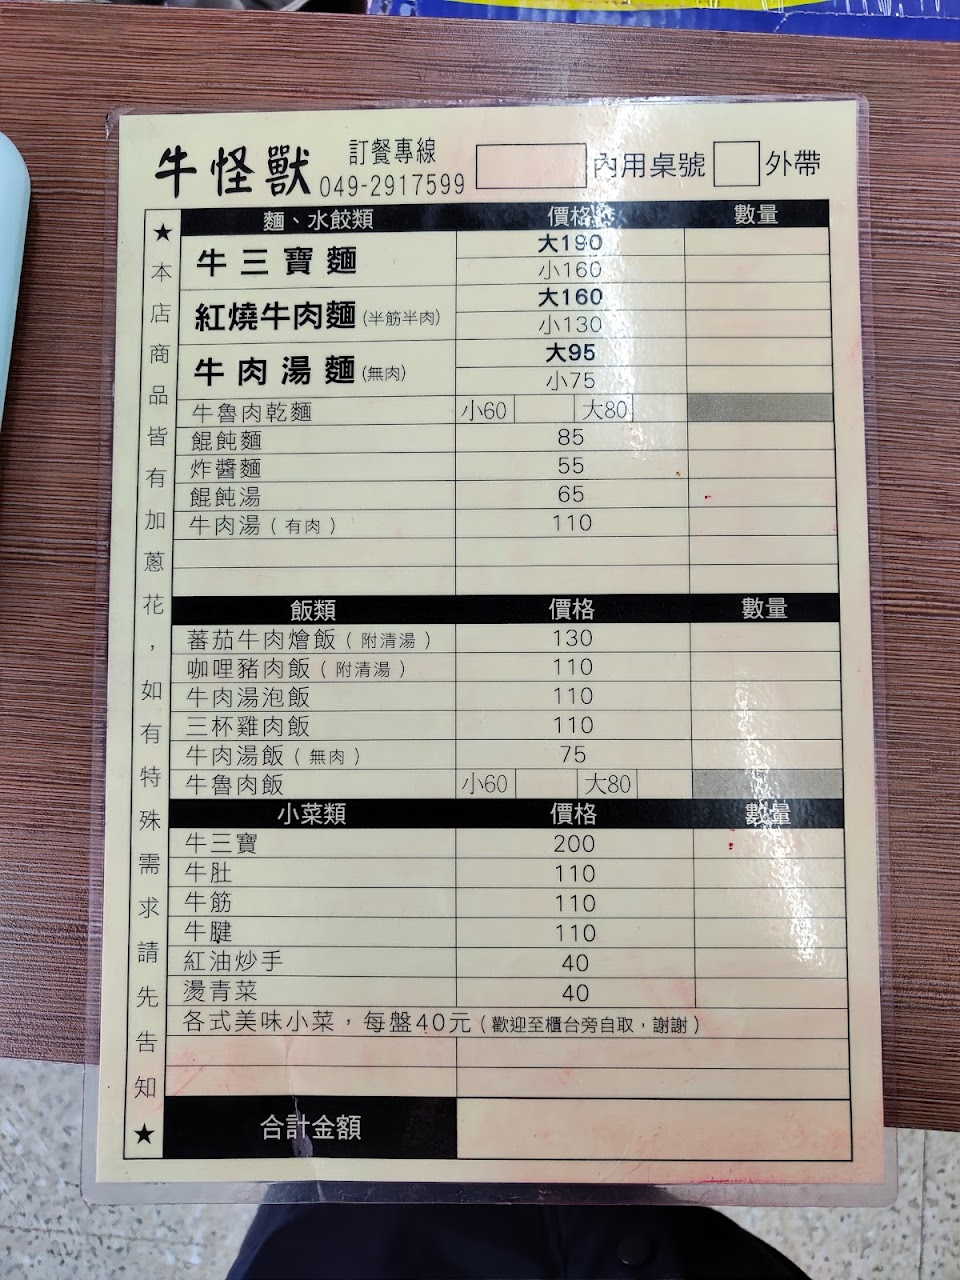 牛怪獸 訂餐專線 049-2917599 內用桌號 外帶
★本店商品皆有加蔥花，如有特殊需求請先告知★
麵、水餃類 價格 數量
牛三寶麵 大190
小160
紅燒牛肉麵(半筋半肉) 大160
小130
牛肉湯麵(無肉) 大95
小75
牛魯肉乾麵 小60 大80
餛飩麵 85
炸醬麵 55
餛飩湯 65
牛肉湯(有肉) 110
飯類 價格 數量
蕃茄牛肉燴飯(附清湯) 130
咖哩豬肉飯(附清湯) 110
牛肉湯泡飯 110
三杯雞肉飯 110
牛肉湯飯(無肉) 75
牛魯肉飯 小60 大80
小菜類 價格 數量
牛三寶 200
牛肚 110
牛筋 110
牛腱 110
紅油炒手 40
燙青菜 40
各式美味小菜，每盤40元(歡迎至櫃台旁自取，謝謝)
合計金額